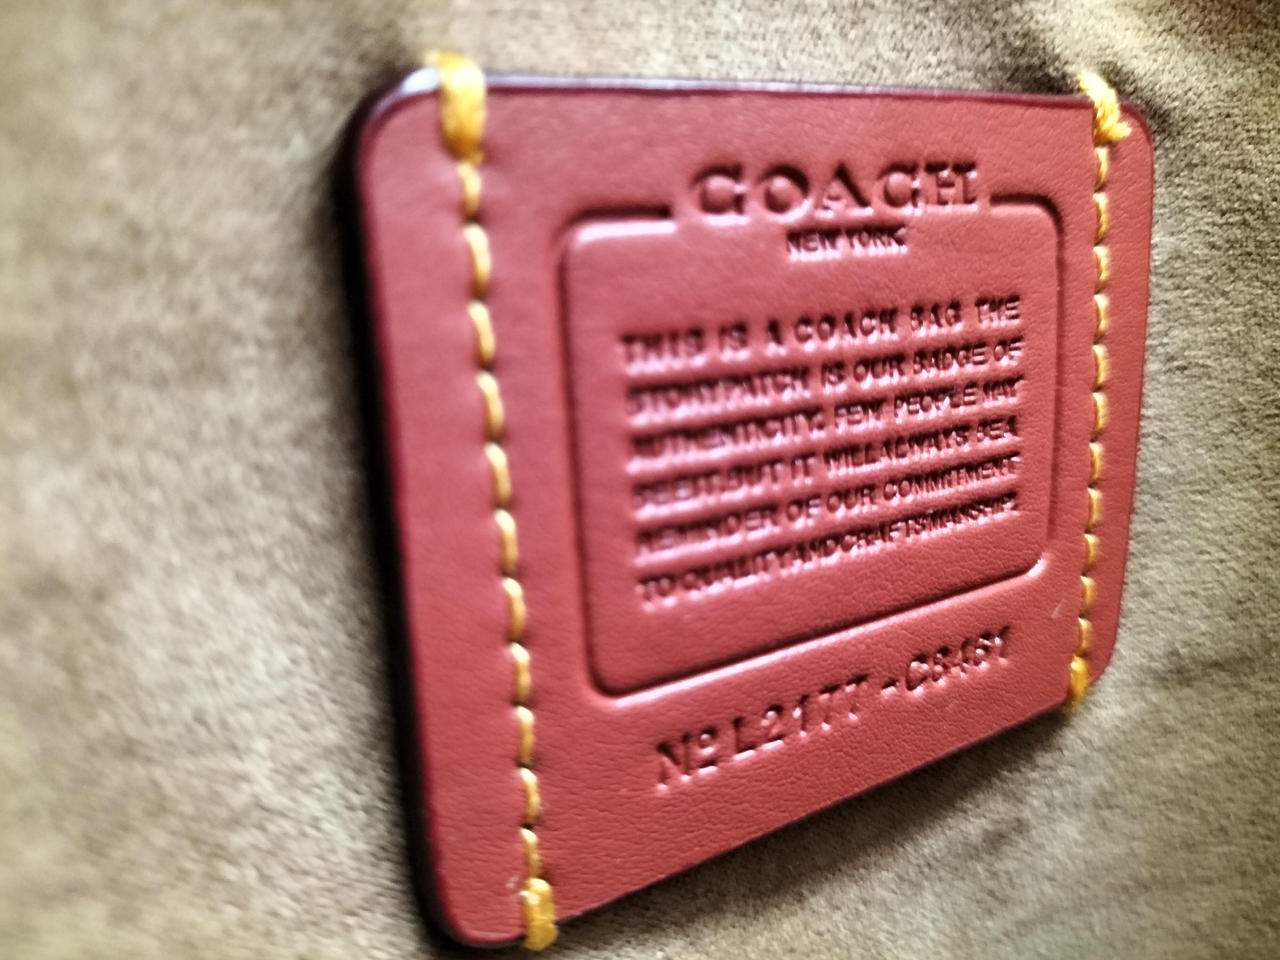 COACH
NEW YORK
THIS IS A COACH BAG THE
STORYPATCH IS OUR BADGE OF
AUTHENTICITY. FEW PEOPLE MAY
SEE IT. BUT IT WILL ALWAYS BE A
REMINDER OF OUR COMMITMENT
TO QUALITY AND CRAFTSMANSHIP.
Nº L2177 - C8481